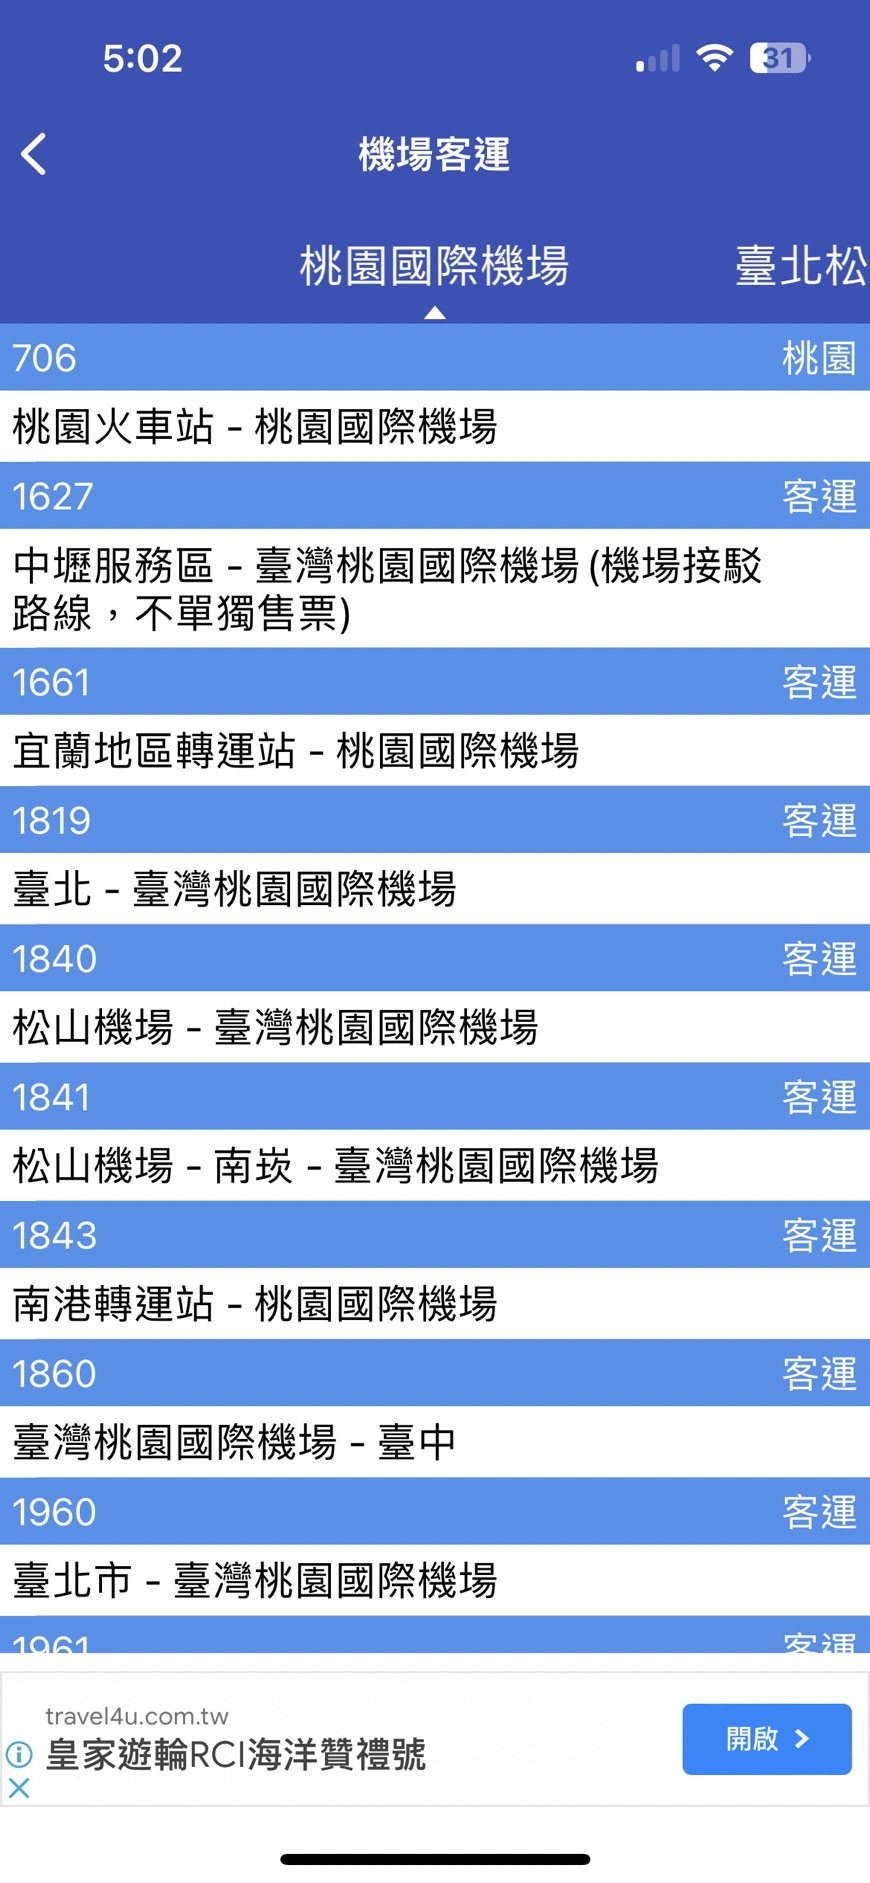 5:02
31
機場客運
桃園國際機場
臺北松
706
桃園
桃園火車站 - 桃園國際機場
1627
客運
中壢服務區 - 臺灣桃園國際機場(機場接駁
路線，不單獨售票)
1661
客運
宜蘭地區轉運站 - 桃園國際機場
1819
客運
臺北 - 臺灣桃園國際機場
1840
客運
松山機場 - 臺灣桃園國際機場
1841
客運
松山機場 - 南崁 - 臺灣桃園國際機場
1843
客運
南港轉運站 - 桃園國際機場
1860
客運
臺灣桃園國際機場 - 臺中
1960
客運
臺北市 - 臺灣桃園國際機場
1961
客運
travel4u.com.tw
皇家遊輪RCI海洋贊禮號
開啟